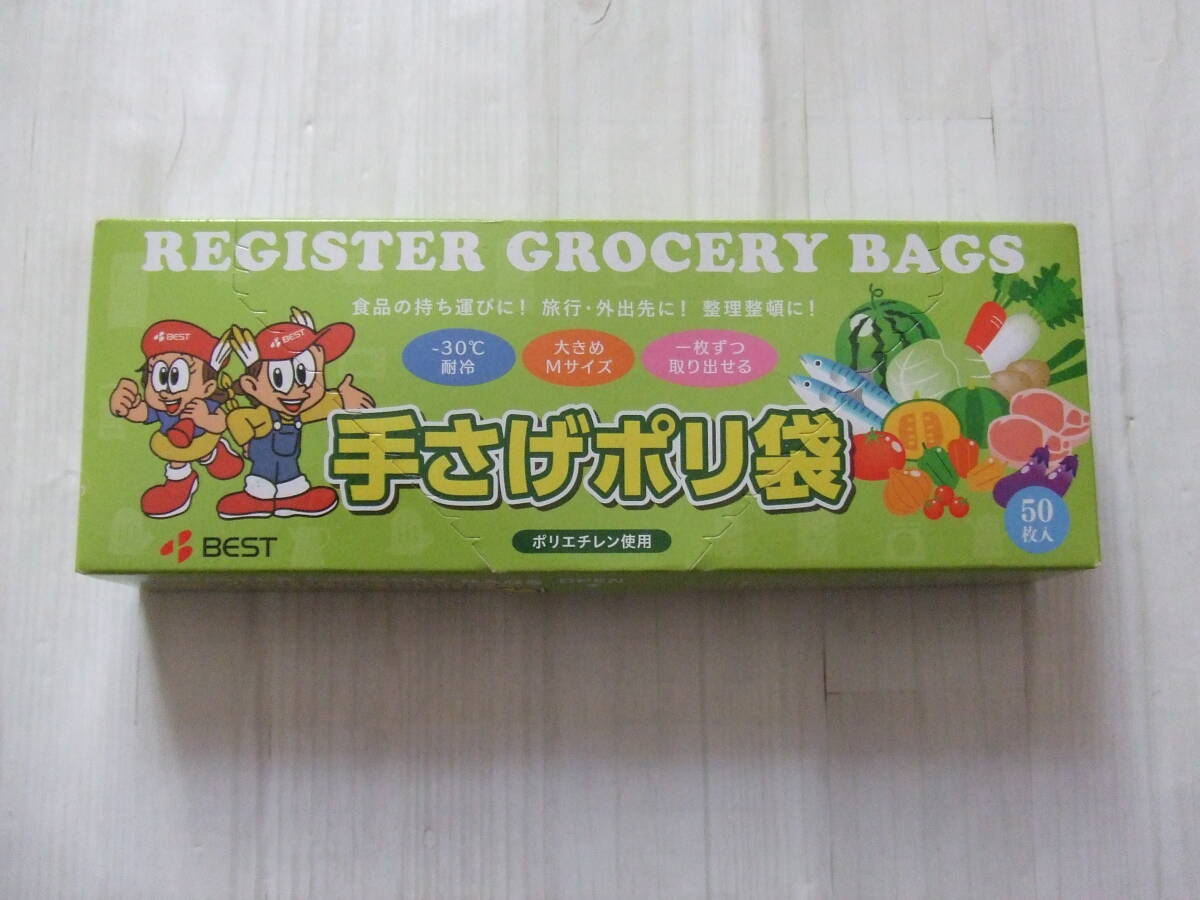 REGISTER GROCERY BAGS
食品の持ち運びに! 旅行・外出先に! 整理整頓に!
-30℃
耐冷
大きめ
Mサイズ
一枚ずつ
取り出せる
BEST
BEST
手さげポリ袋
50
枚入
BEST
ポリエチレン使用
OPEN